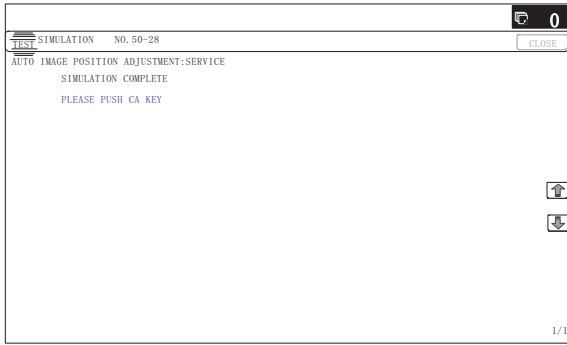 0
TEST SIMULATION NO. 50-28
CLOSE
AUTO IMAGE POSITION ADJUSTMENT:SERVICE
SIMULATION COMPLETE
PLEASE PUSH CA KEY
1/1